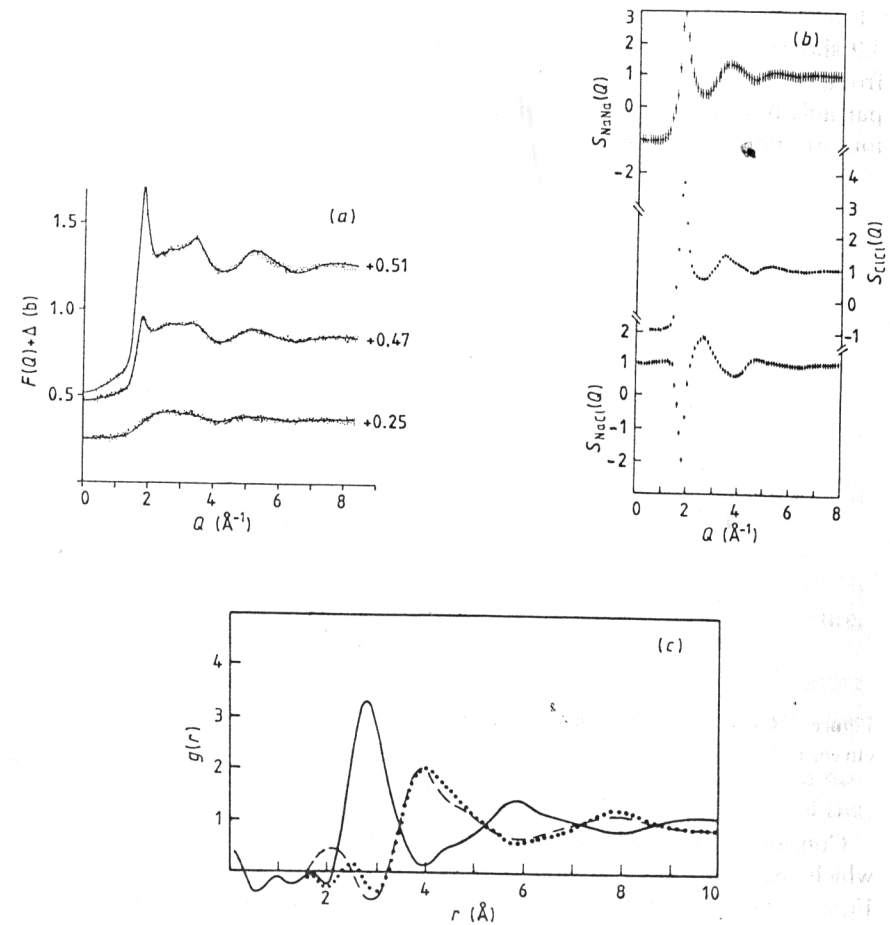 (a)
1.5
1.0
0.5
F(Q)+Δ (b)
+0.51
+0.47
+0.25
0 2 4 6 8
Q (Å⁻¹)
(b)
3
2
1
0
-2
S_NaNa(Q)
4
3
2
1
0
-1
S_ClCl(Q)
2
1
0
-1
-2
S_NaCl(Q)
0 2 4 6 8
Q (Å⁻¹)
(c)
4
3
2
1
g(r)
2 4 6 8 10
r (Å)